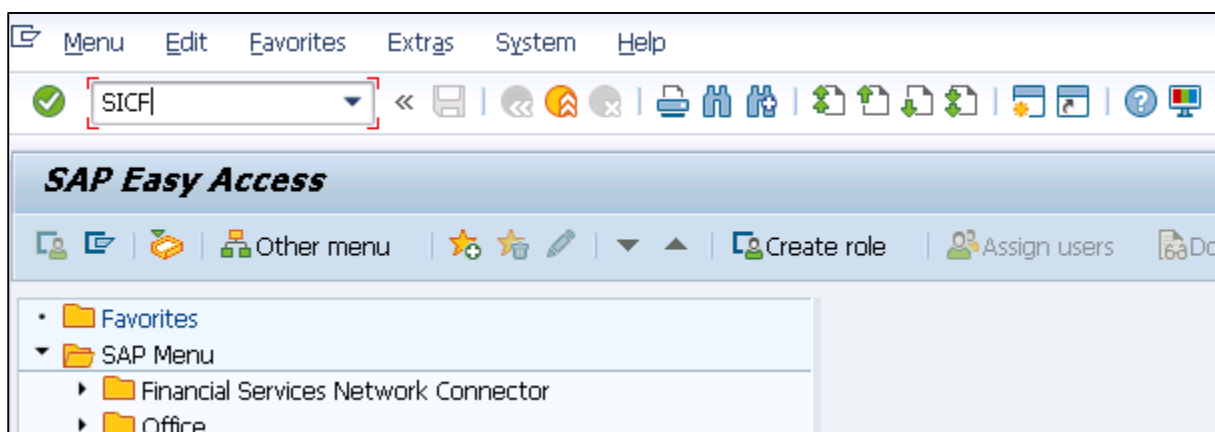 Menu Edit Favorites Extras System Help
SICF
SAP Easy Access
Other menu Create role Assign users Do
Favorites
SAP Menu
Financial Services Network Connector
Office